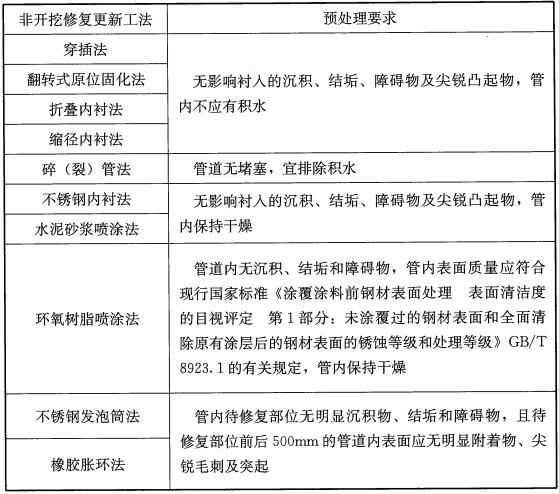 非开挖修复更新工法 预处理要求
穿插法
翻转式原位固化法
折叠内衬法
缩径内衬法
无影响衬入的沉积、结垢、障碍物及尖锐凸起物，管
内不应有积水
碎（裂）管法 管道无堵塞，宜排除积水
不锈钢内衬法
水泥砂浆喷涂法
无影响衬入的沉积、结垢、障碍物及尖锐凸起物，管
内保持干燥
环氧树脂喷涂法
管道内无沉积、结垢和障碍物，管内表面质量应符合
现行国家标准《涂覆涂料前钢材表面处理 表面清洁度
的目视评定 第1部分：未涂覆过的钢材表面和全面清
除原有涂层后的钢材表面的锈蚀等级和处理等级》GB/T
8923.1的有关规定，管内保持干燥
不锈钢发泡筒法
橡胶胀环法
管内待修复部位无明显沉积物、结垢和障碍物，且待
修复部位前后500mm的管道内表面应无明显附着物、尖
锐毛刺及突起